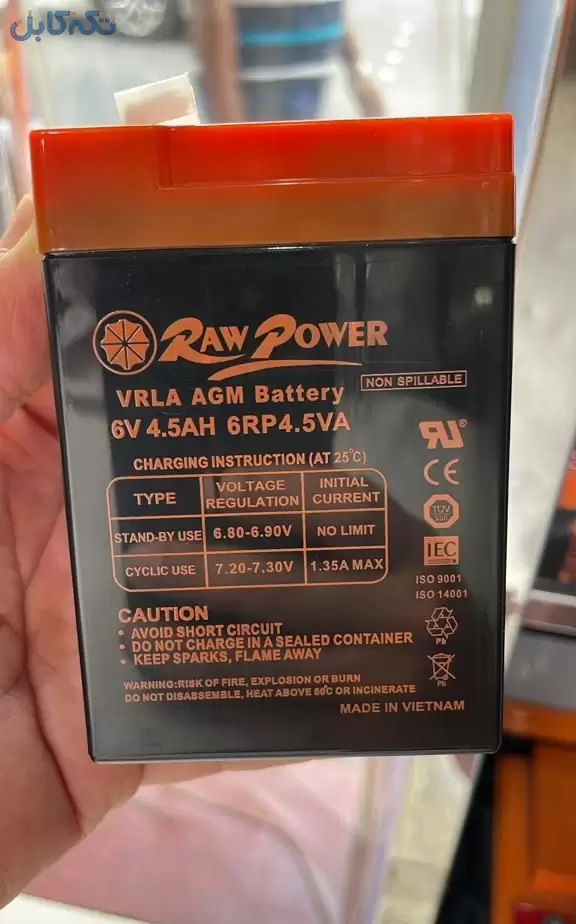 تکه کابل
RAW POWER
VRLA AGM Battery
NON SPILLABLE
6V 4.5AH 6RP4.5VA
CHARGING INSTRUCTION (AT 25°C)
TYPE VOLTAGE REGULATION INITIAL CURRENT
STAND-BY USE 6.80-6.90V NO LIMIT
CYCLIC USE 7.20-7.30V 1.35A MAX
RU®
CE
TÜV
IEC
ISO 9001
ISO 14001
Pb
Pb
CAUTION
• AVOID SHORT CIRCUIT
• DO NOT CHARGE IN A SEALED CONTAINER
• KEEP SPARKS, FLAME AWAY
WARNING:RISK OF FIRE, EXPLOSION OR BURN
DO NOT DISASSEMBLE, HEAT ABOVE 60°C OR INCINERATE
MADE IN VIETNAM